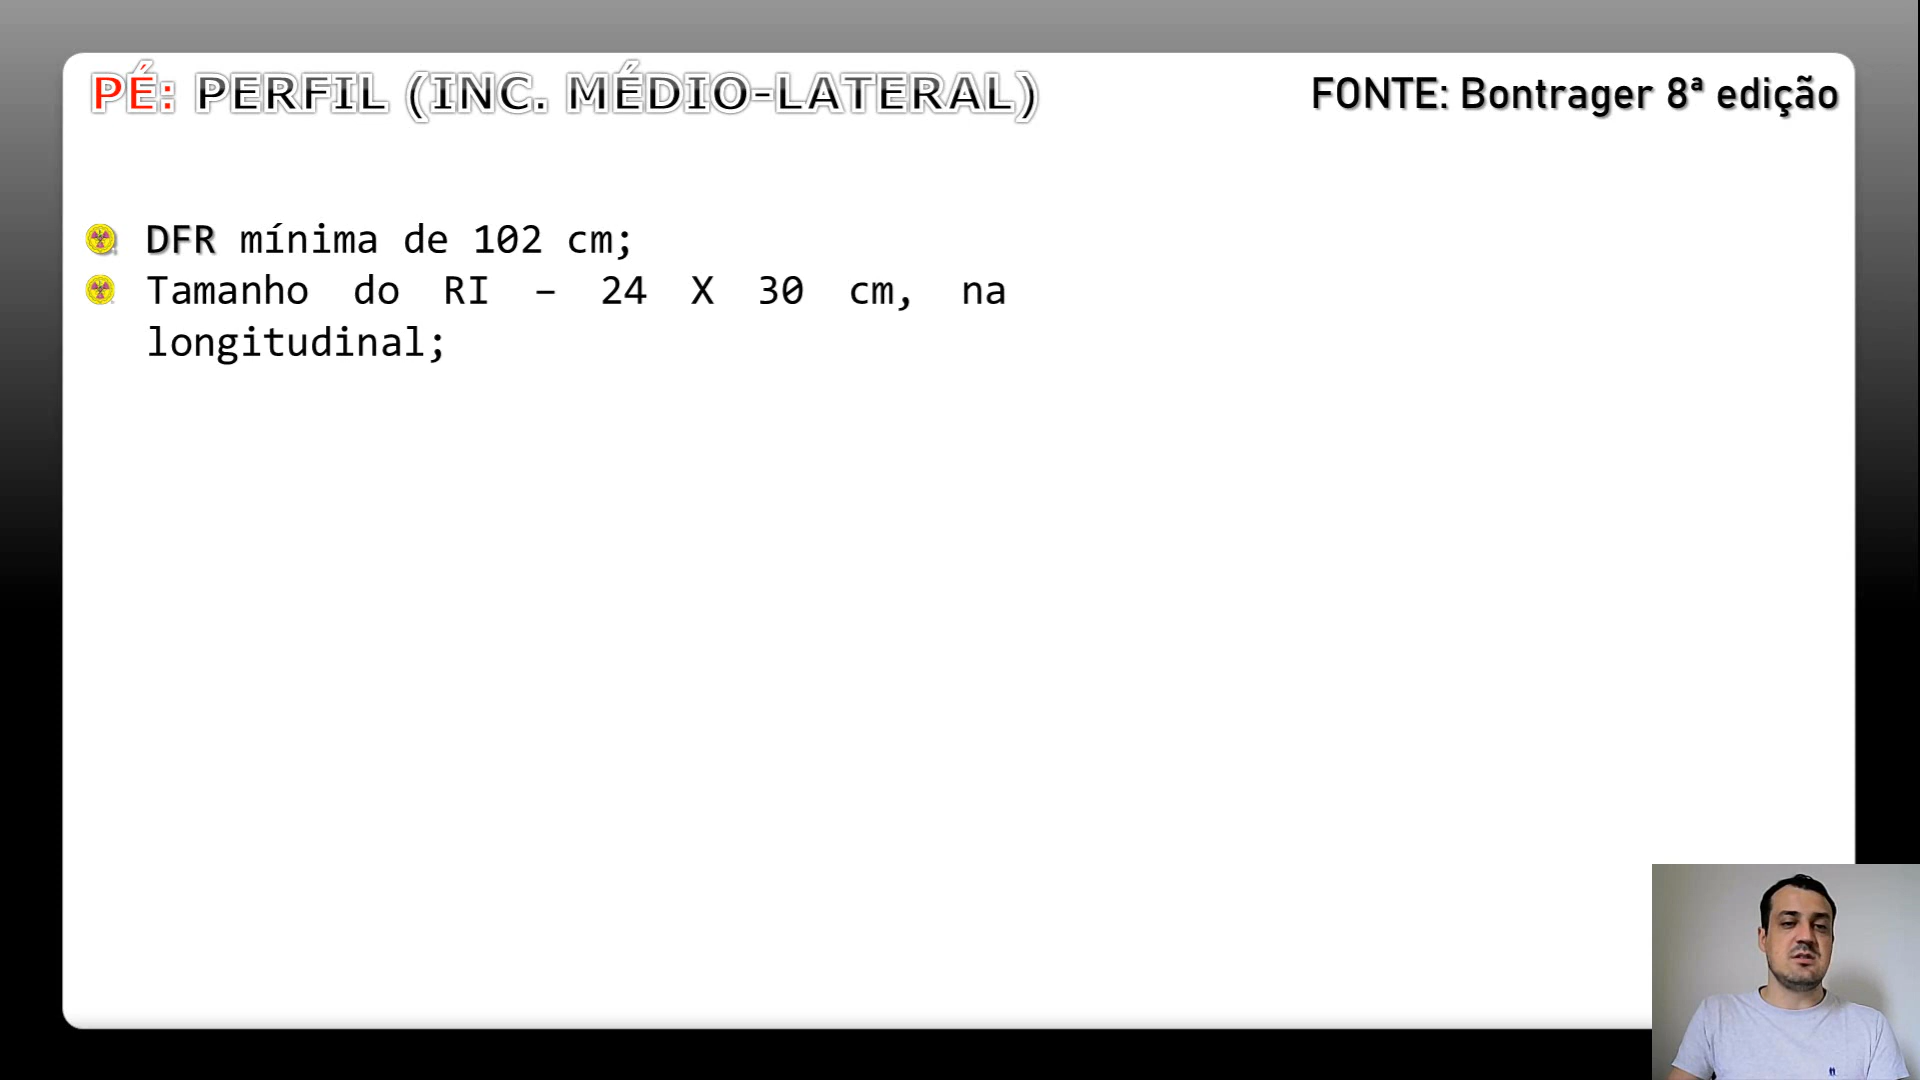 PÉ: PERFIL (INC. MÉDIO-LATERAL)
FONTE: Bontrager 8ª edição
DFR mínima de 102 cm;
Tamanho do RI – 24 X 30 cm, na
longitudinal;